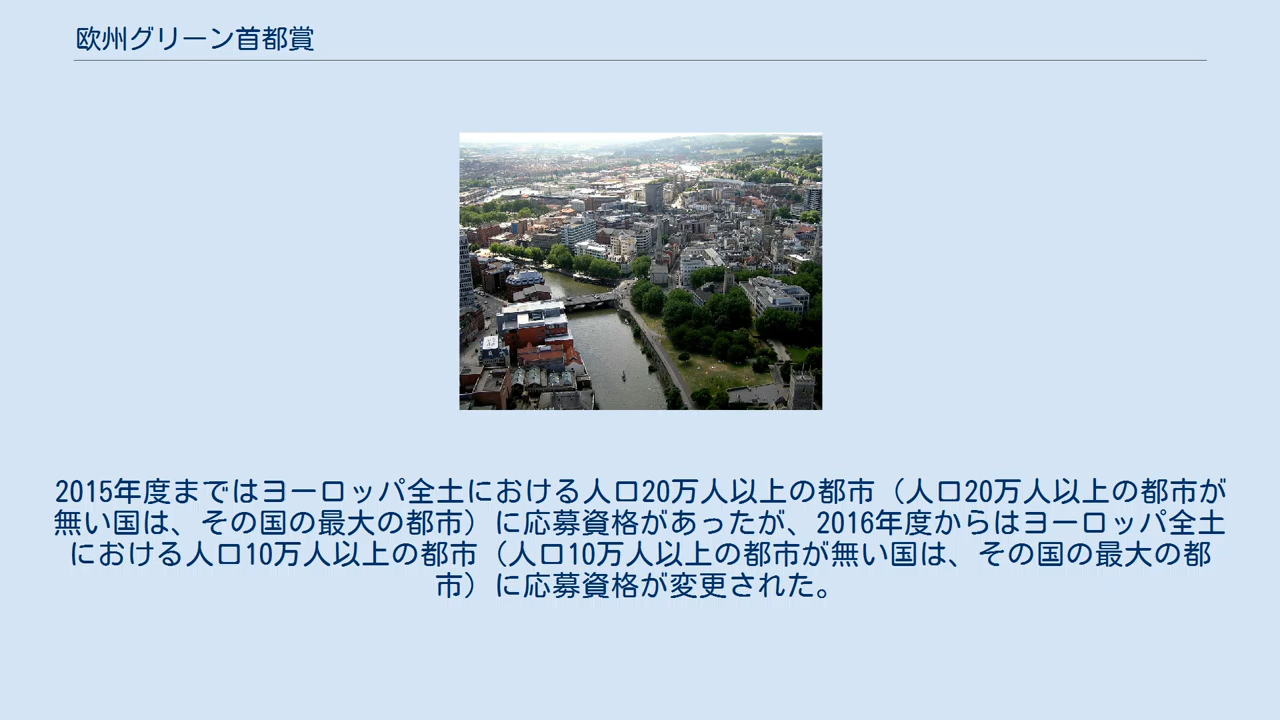 欧州グリーン首都賞
2015年度まではヨーロッパ全土における人口20万人以上の都市（人口20万人以上の都市が
無い国は、その国の最大の都市）に応募資格があったが、2016年度からはヨーロッパ全土
における人口10万人以上の都市（人口10万人以上の都市が無い国は、その国の最大の都
市）に応募資格が変更された。